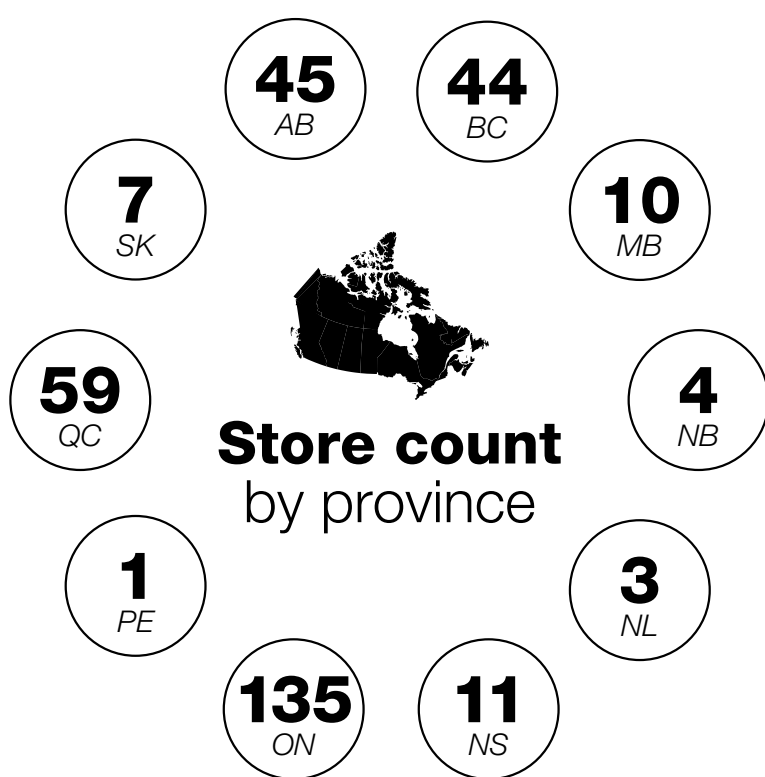 45
AB
44
BC
7
SK
10
MB
59
QC
4
NB
Store count
by province
1
PE
3
NL
135
ON
11
NS